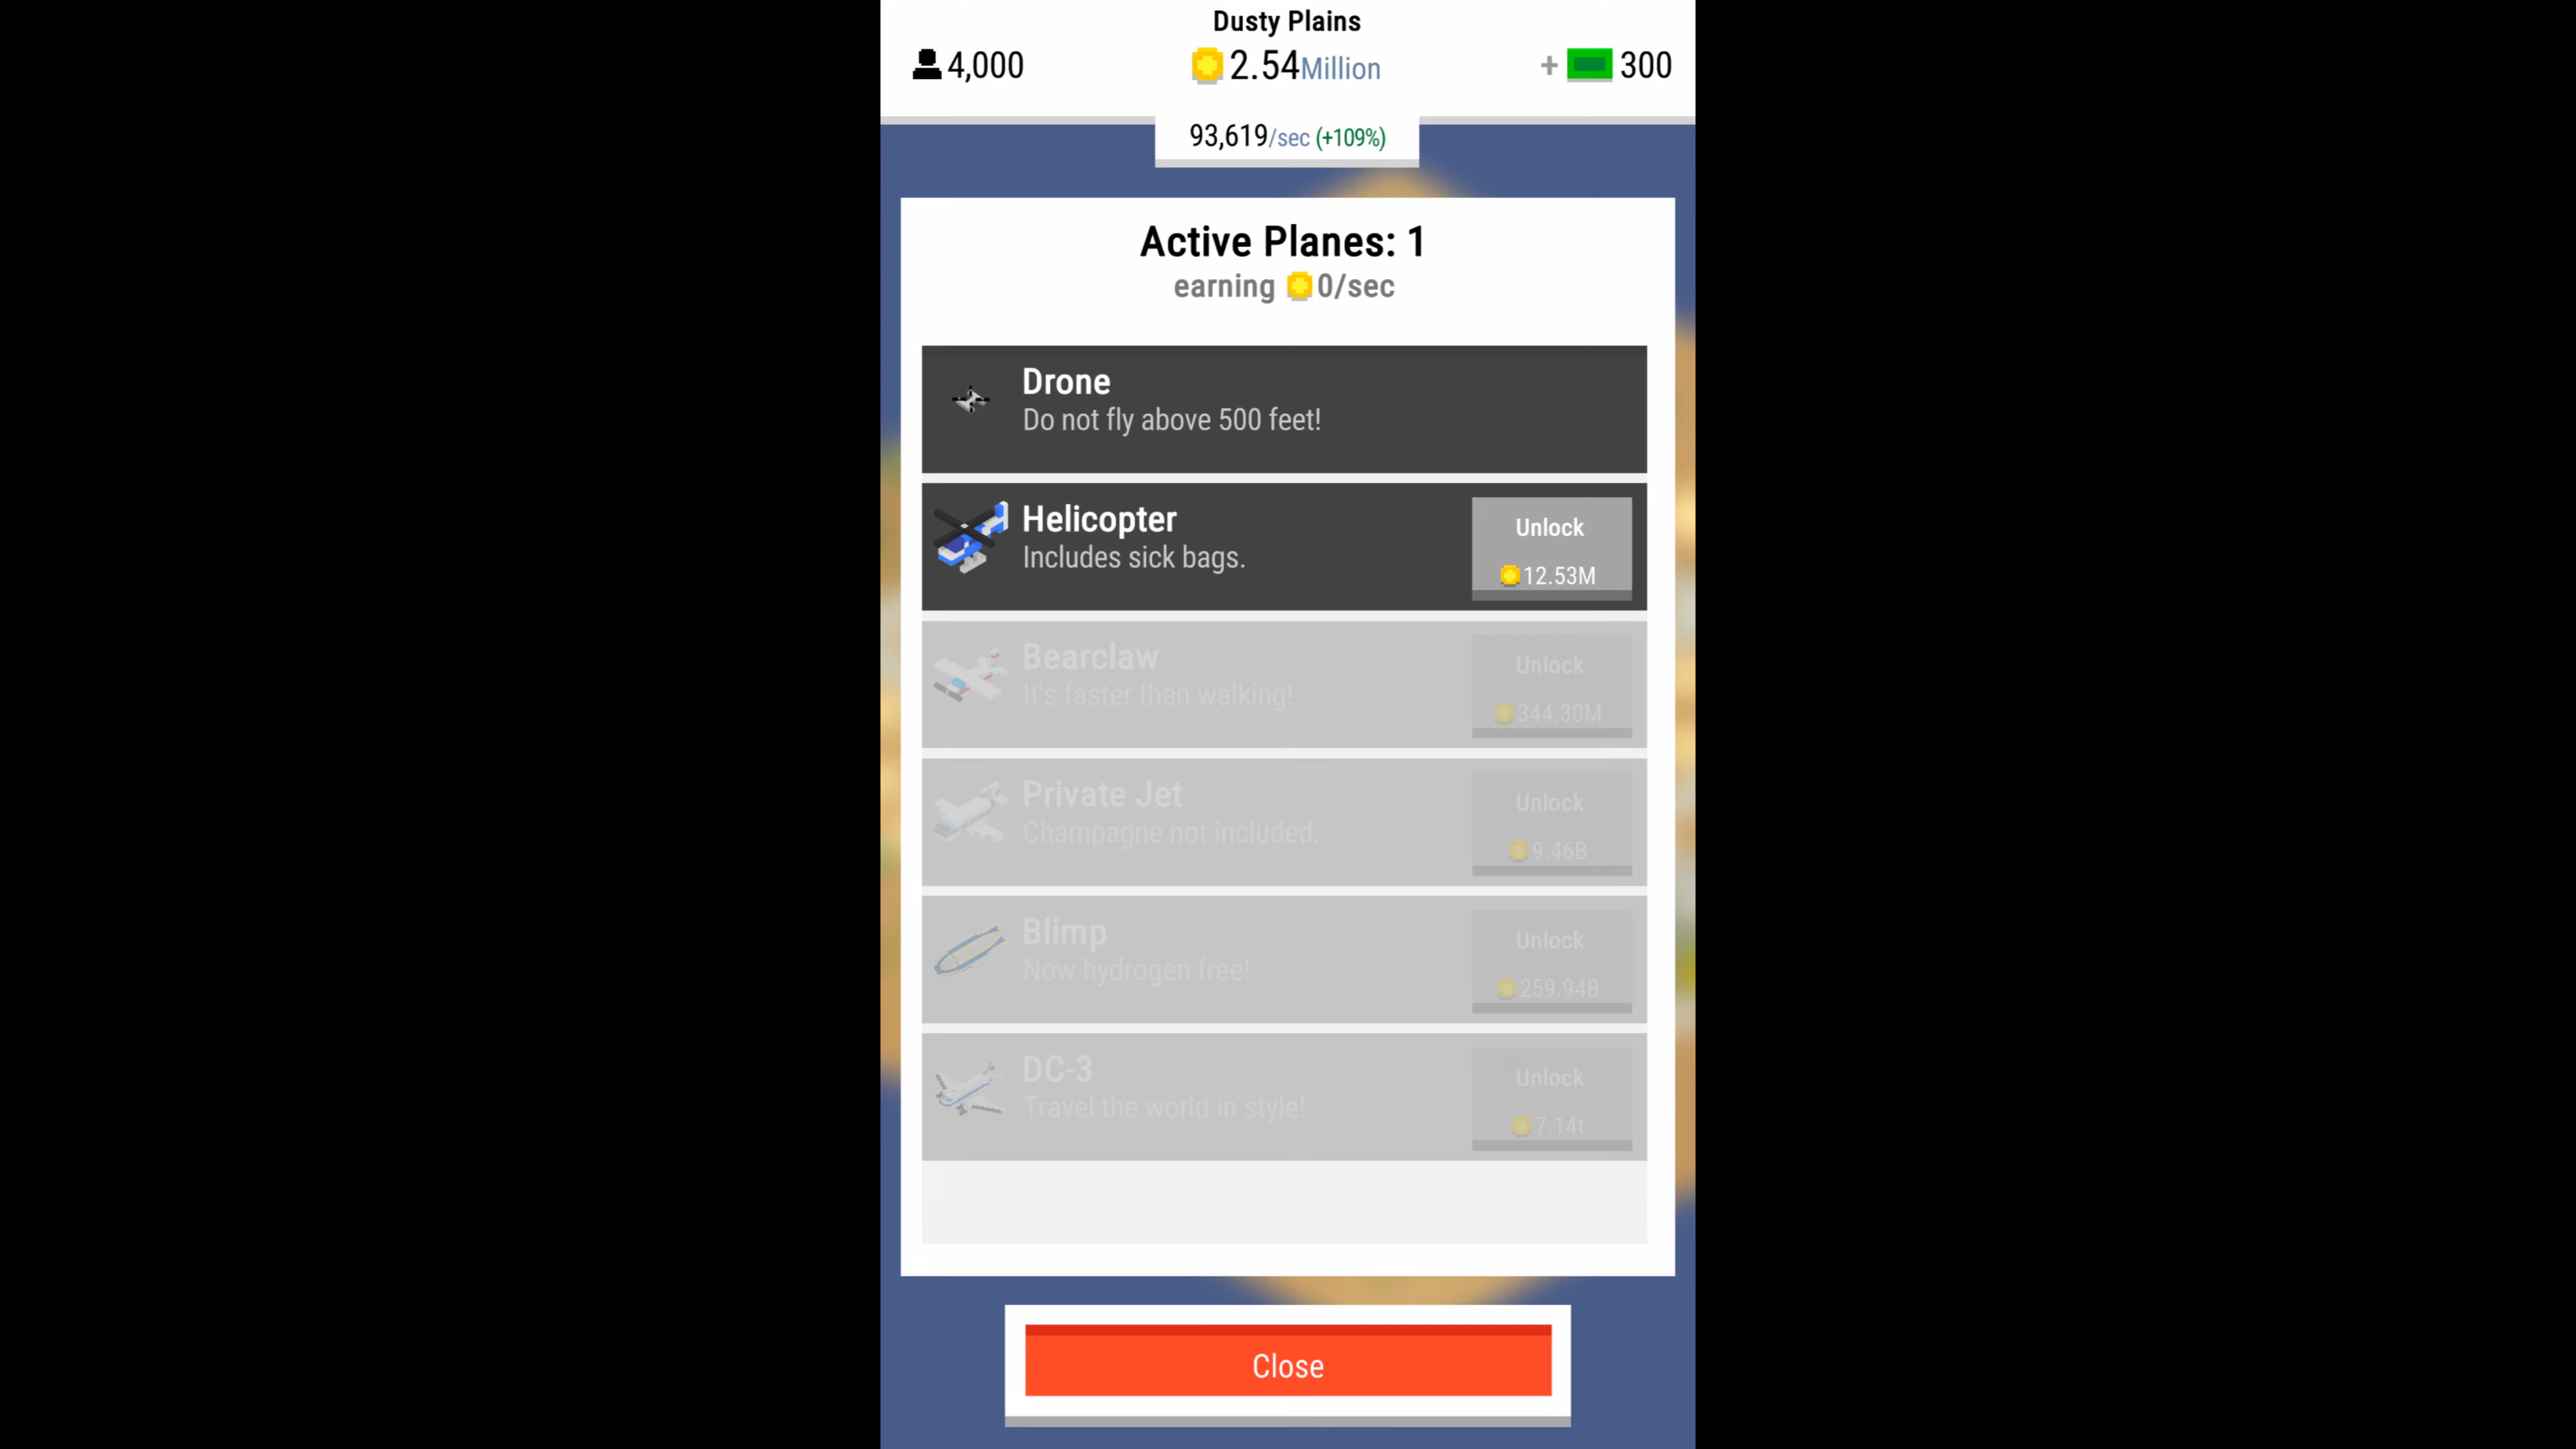 Dusty Plains
4,000
2.54Million
+ 300
93,619/sec (+109%)
Active Planes: 1
earning 0/sec
Drone
Do not fly above 500 feet!
Helicopter
Includes sick bags.
Unlock
12.53M
Bearclaw
It's faster than walking!
Unlock
344.30M
Private Jet
Champagne not included.
Unlock
9.46B
Blimp
Now hydrogen free!
Unlock
259.94B
DC-3
Travel the world in style!
Unlock
7.14t
Close